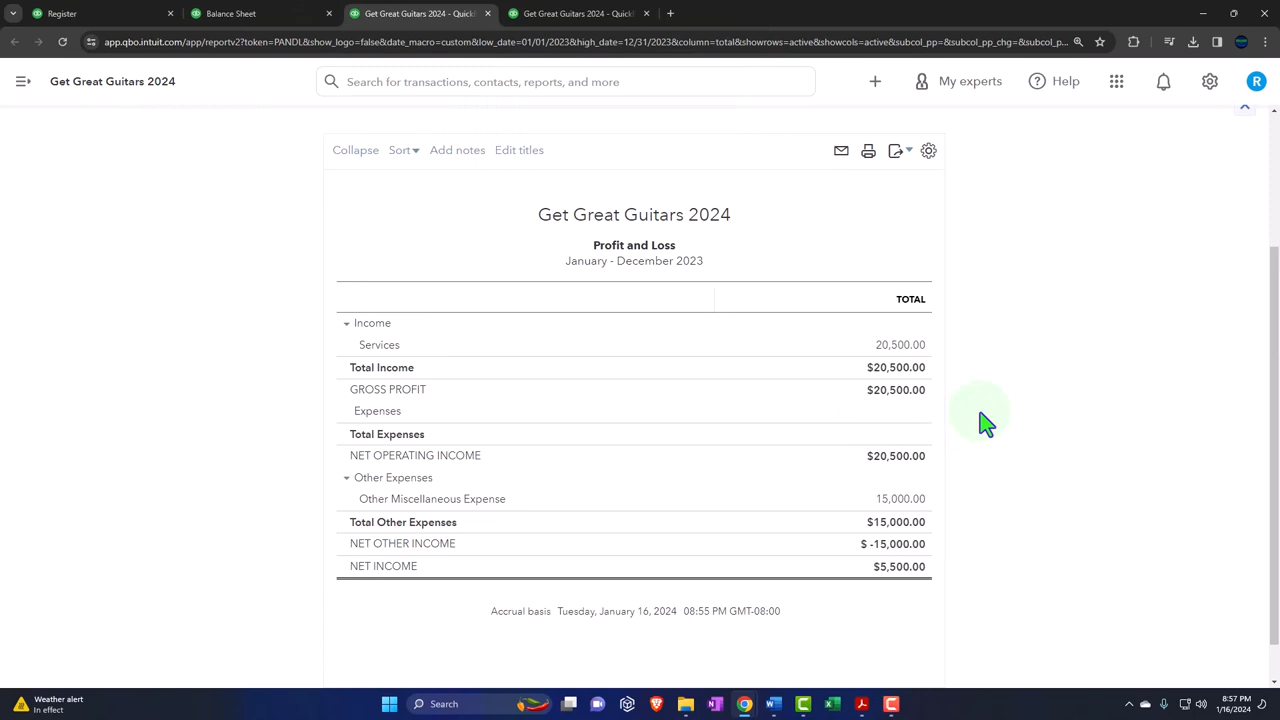 Register
Balance Sheet
Get Great Guitars 2024 - Quick
Get Great Guitars 2024 - Quick
app.qbo.intuit.com/app/reportv2?token=PANDL&show_logo=false&date_macro=custom&low_date=01/01/2023&high_date=12/31/2023&column=total&showrows=active&showcols=active&subcol_pp=&subcol_pp_chg=&subcol_p...
Get Great Guitars 2024
Search for transactions, contacts, reports, and more
My experts
Help
R
Collapse Sort Add notes Edit titles
Get Great Guitars 2024
Profit and Loss
January - December 2023
TOTAL
Income
Services 20,500.00
Total Income $20,500.00
GROSS PROFIT $20,500.00
Expenses
Total Expenses
NET OPERATING INCOME $20,500.00
Other Expenses
Other Miscellaneous Expense 15,000.00
Total Other Expenses $15,000.00
NET OTHER INCOME $ -15,000.00
NET INCOME $5,500.00
Accrual basis Tuesday, January 16, 2024 08:55 PM GMT-08:00
Weather alert
In effect
Search
8:57 PM
1/16/2024